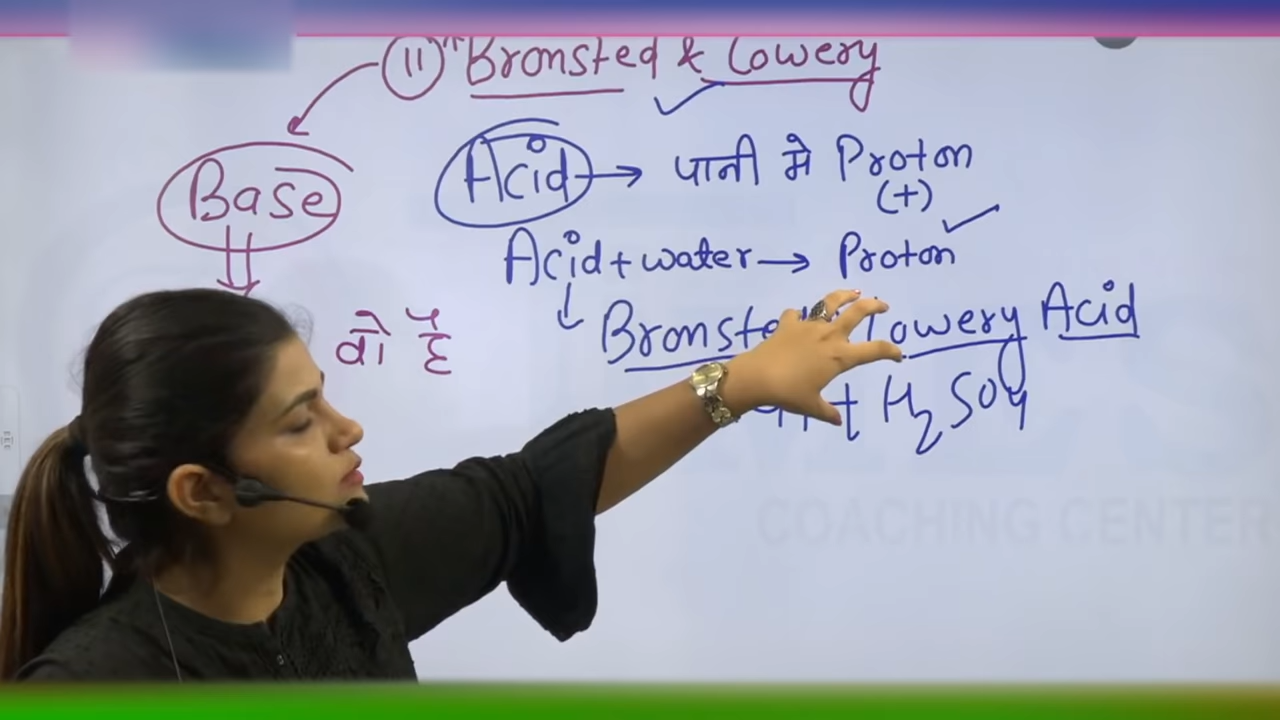 (11) "Bronsted & Lowery
Base
Acid → पानी मे Proton
(+)
Acid + water → Proton
Bronsted Lowery Acid
वो
+ H2SO4
COACHING CENTER